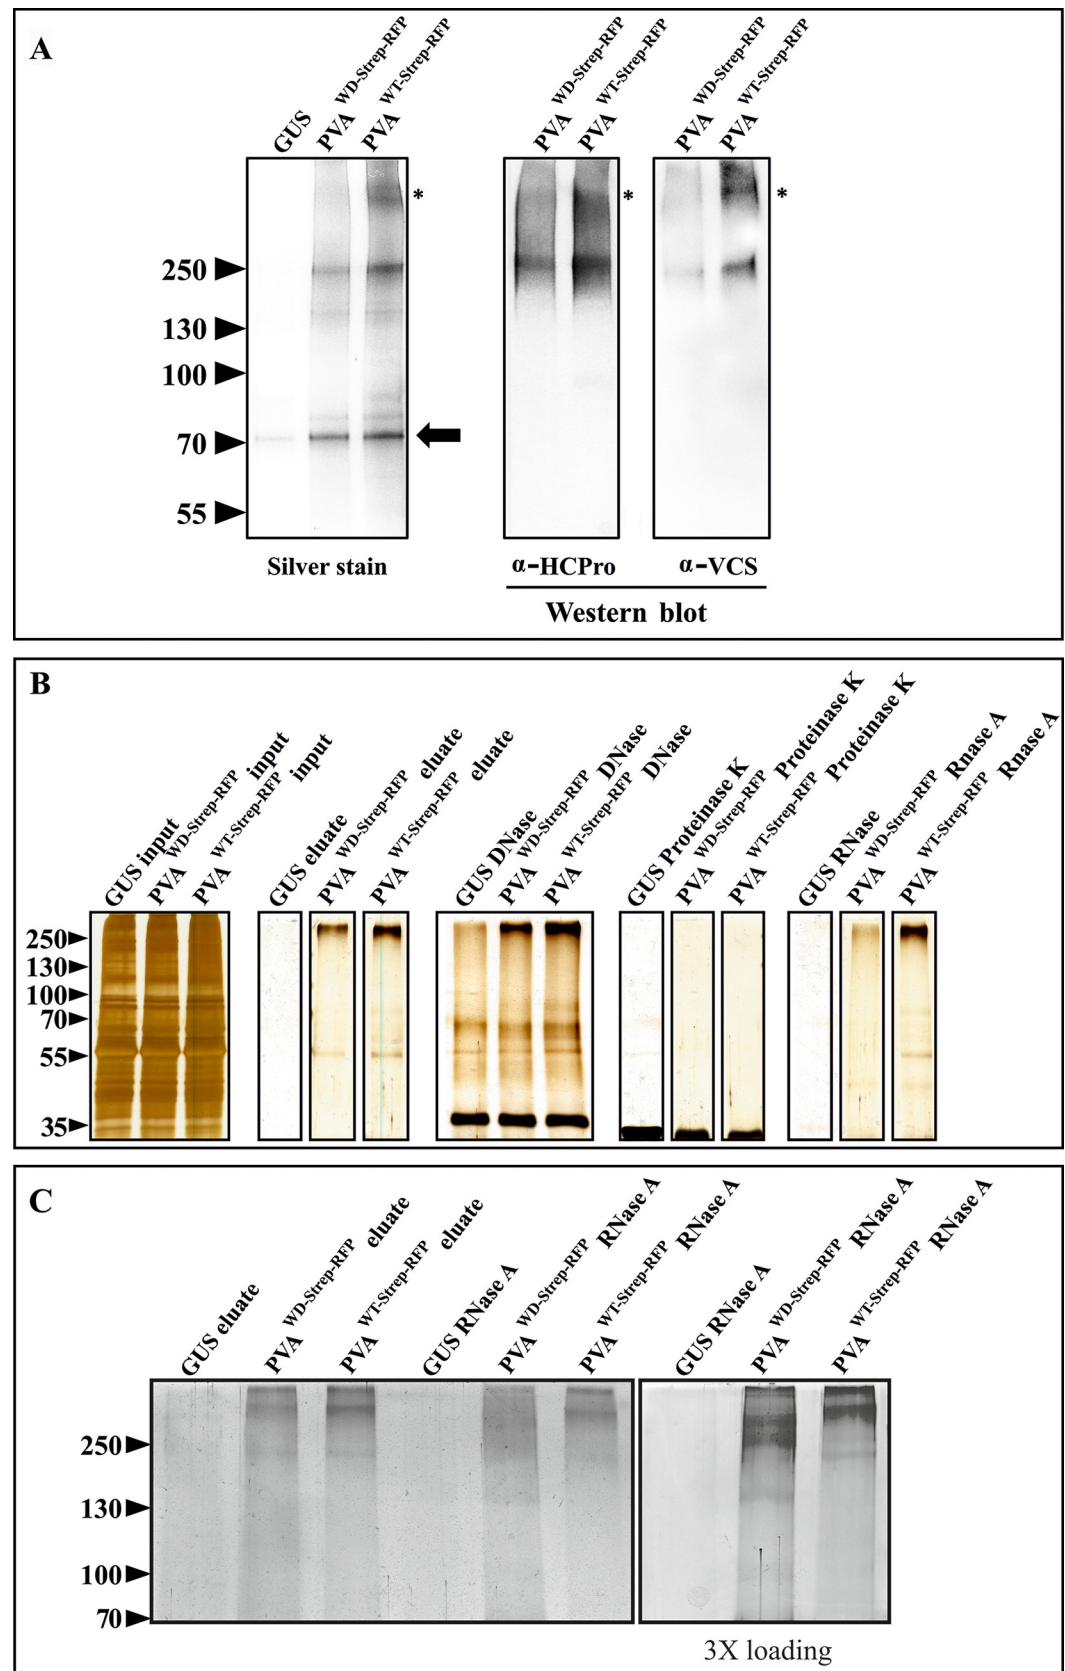 A
GUS
PVA WD-Strep-RFP
PVA WT-Strep-RFP
PVA WD-Strep-RFP
PVA WT-Strep-RFP
PVA WD-Strep-RFP
PVA WT-Strep-RFP
*
*
*
250
130
100
70
55
Silver stain
α-HCPro
α-VCS
Western blot
B
GUS input
PVA WD-Strep-RFP input
PVA WT-Strep-RFP input
GUS eluate
PVA WD-Strep-RFP eluate
PVA WT-Strep-RFP eluate
GUS DNase
PVA WD-Strep-RFP DNase
PVA WT-Strep-RFP DNase
GUS Proteinase K
PVA WD-Strep-RFP Proteinase K
PVA WT-Strep-RFP Proteinase K
GUS RNase
PVA WD-Strep-RFP Rnase A
PVA WT-Strep-RFP Rnase A
250
130
100
70
55
35
C
GUS eluate
PVA WD-Strep-RFP eluate
PVA WT-Strep-RFP eluate
GUS RNase A
PVA WD-Strep-RFP RNase A
PVA WT-Strep-RFP RNase A
GUS RNase A
PVA WD-Strep-RFP RNase A
PVA WT-Strep-RFP RNase A
250
130
100
70
3X loading